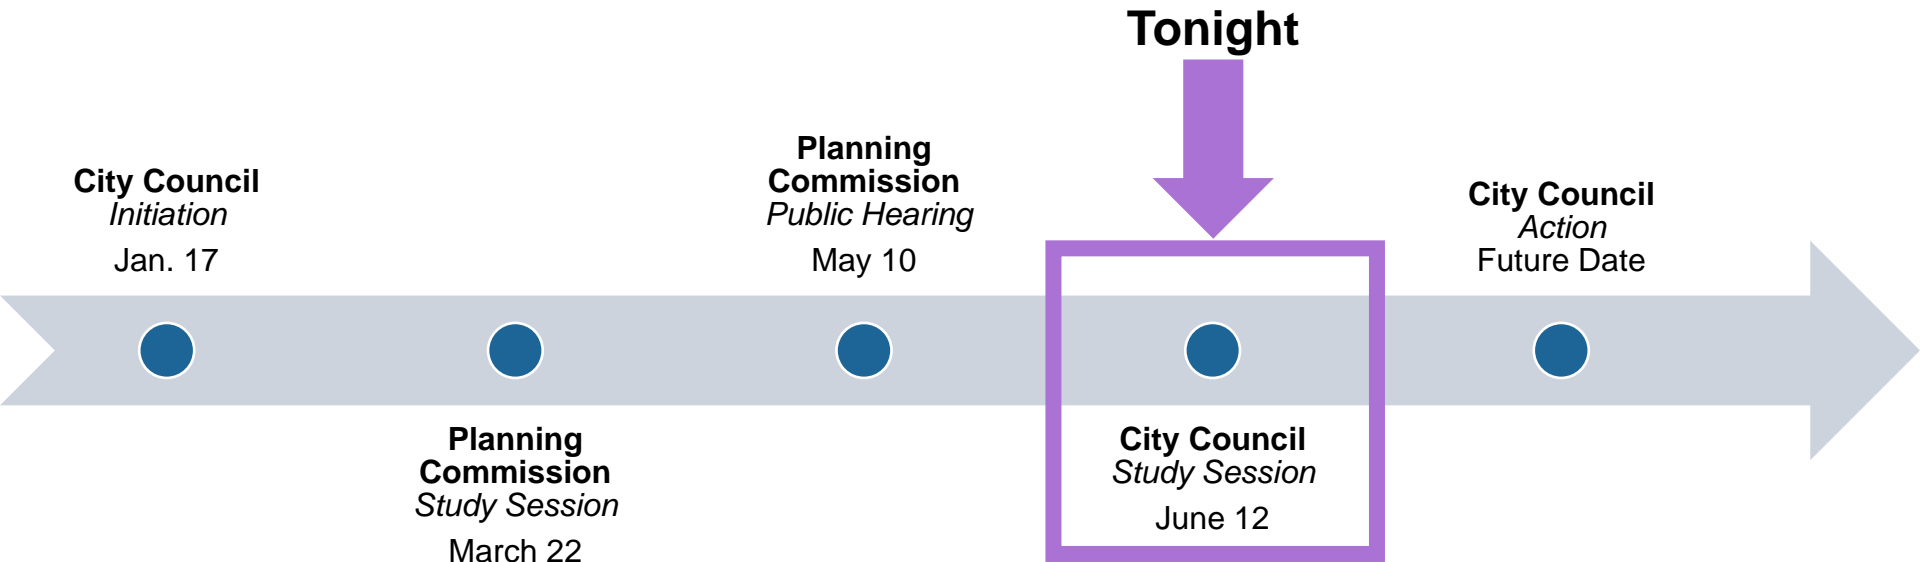 Tonight
City Council
Initiation
Jan. 17
Planning
Commission
Study Session
March 22
Planning
Commission
Public Hearing
May 10
City Council
Study Session
June 12
City Council
Action
Future Date